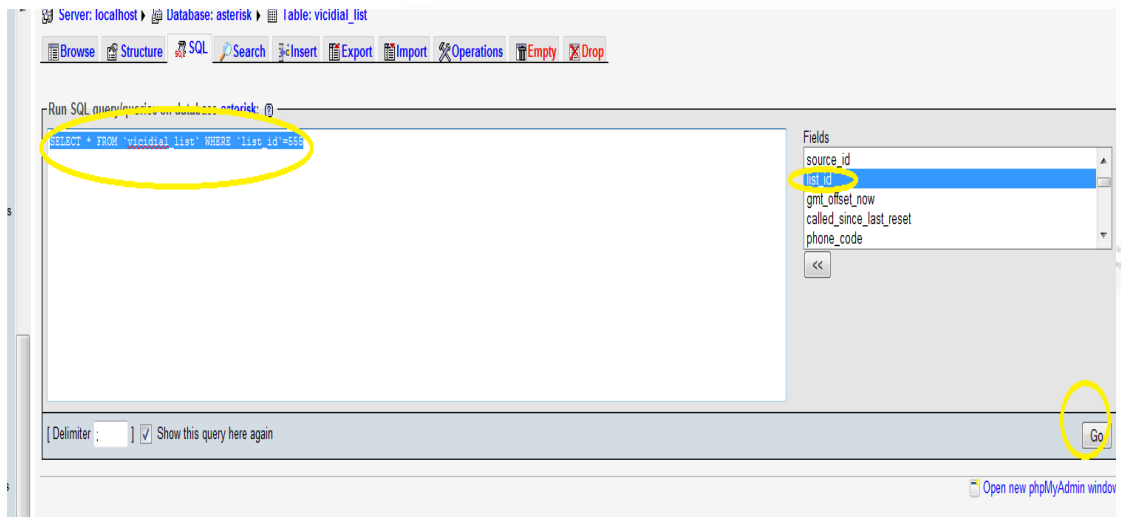 Server: localhost ▸ Database: asterisk ▸ Table: vicidial_list
Browse Structure SQL Search Insert Export Import Operations Empty Drop
Run SQL query/queries on database asterisk:
SELECT * FROM `vicidial_list` WHERE `list_id`=555
Fields
source_id
list_id
gmt_offset_now
called_since_last_reset
phone_code
<<
[ Delimiter ; ] Show this query here again
Go
Open new phpMyAdmin window
s
s